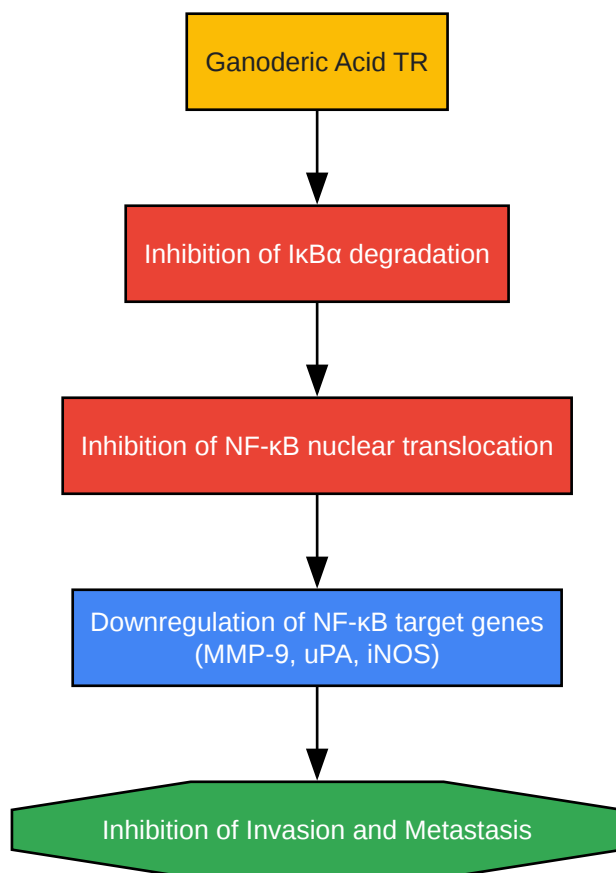 Ganoderic Acid TR
Inhibition of IκBα degradation
Inhibition of NF-κB nuclear translocation
Downregulation of NF-κB target genes
(MMP-9, uPA, iNOS)
Inhibition of Invasion and Metastasis